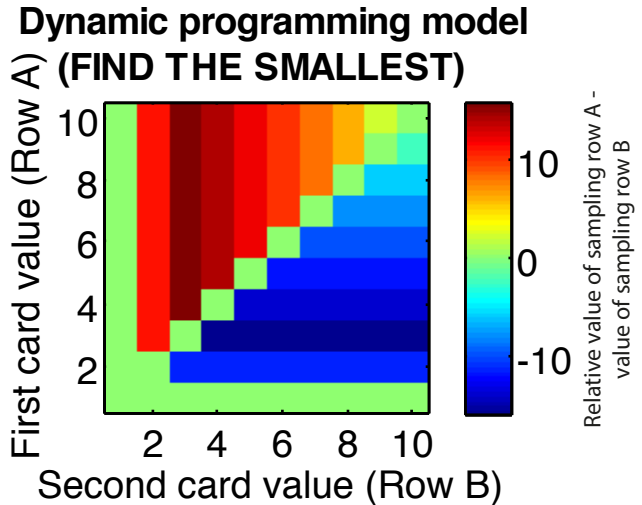 Dynamic programming model
(FIND THE SMALLEST)
First card value (Row A)
10
8
6
4
2
2 4 6 8 10
Second card value (Row B)
10
0
-10
Relative value of sampling row A -
value of sampling row B